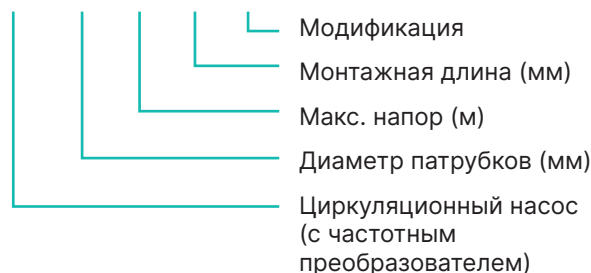 Модификация
Монтажная длина (мм)
Макс. напор (м)
Диаметр патрубков (мм)
Циркуляционный насос
(с частотным
преобразователем)